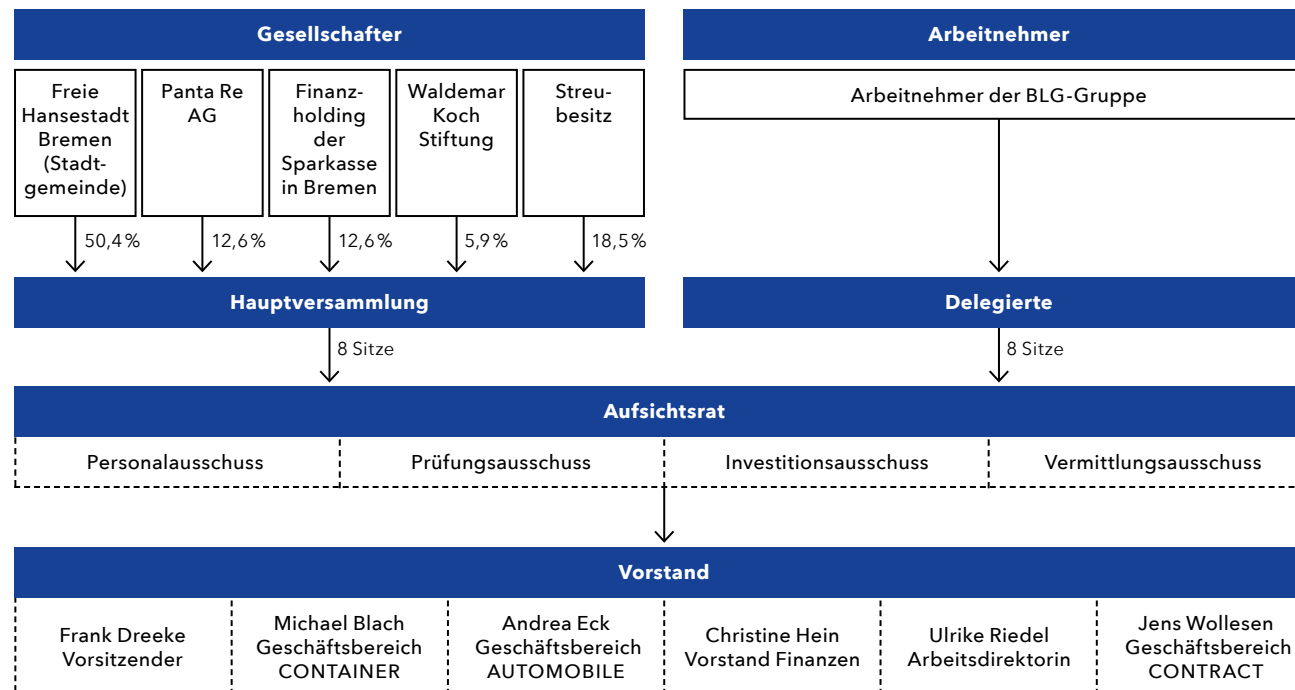 Gesellschafter
Arbeitnehmer
Freie
Hansestadt
Bremen
(Stadt-
gemeinde)
Panta Re
AG
Finanz-
holding
der
Sparkasse
in Bremen
Waldemar
Koch
Stiftung
Streu-
besitz
Arbeitnehmer der BLG-Gruppe
50,4 %
12,6 %
12,6 %
5,9 %
18,5 %
Hauptversammlung
Delegierte
8 Sitze
8 Sitze
Aufsichtsrat
Personalausschuss
Prüfungsausschuss
Investitionsausschuss
Vermittlungsausschuss
Vorstand
Frank Dreeke
Vorsitzender
Michael Blach
Geschäftsbereich
CONTAINER
Andrea Eck
Geschäftsbereich
AUTOMOBILE
Christine Hein
Vorstand Finanzen
Ulrike Riedel
Arbeitsdirektorin
Jens Wollesen
Geschäftsbereich
CONTRACT